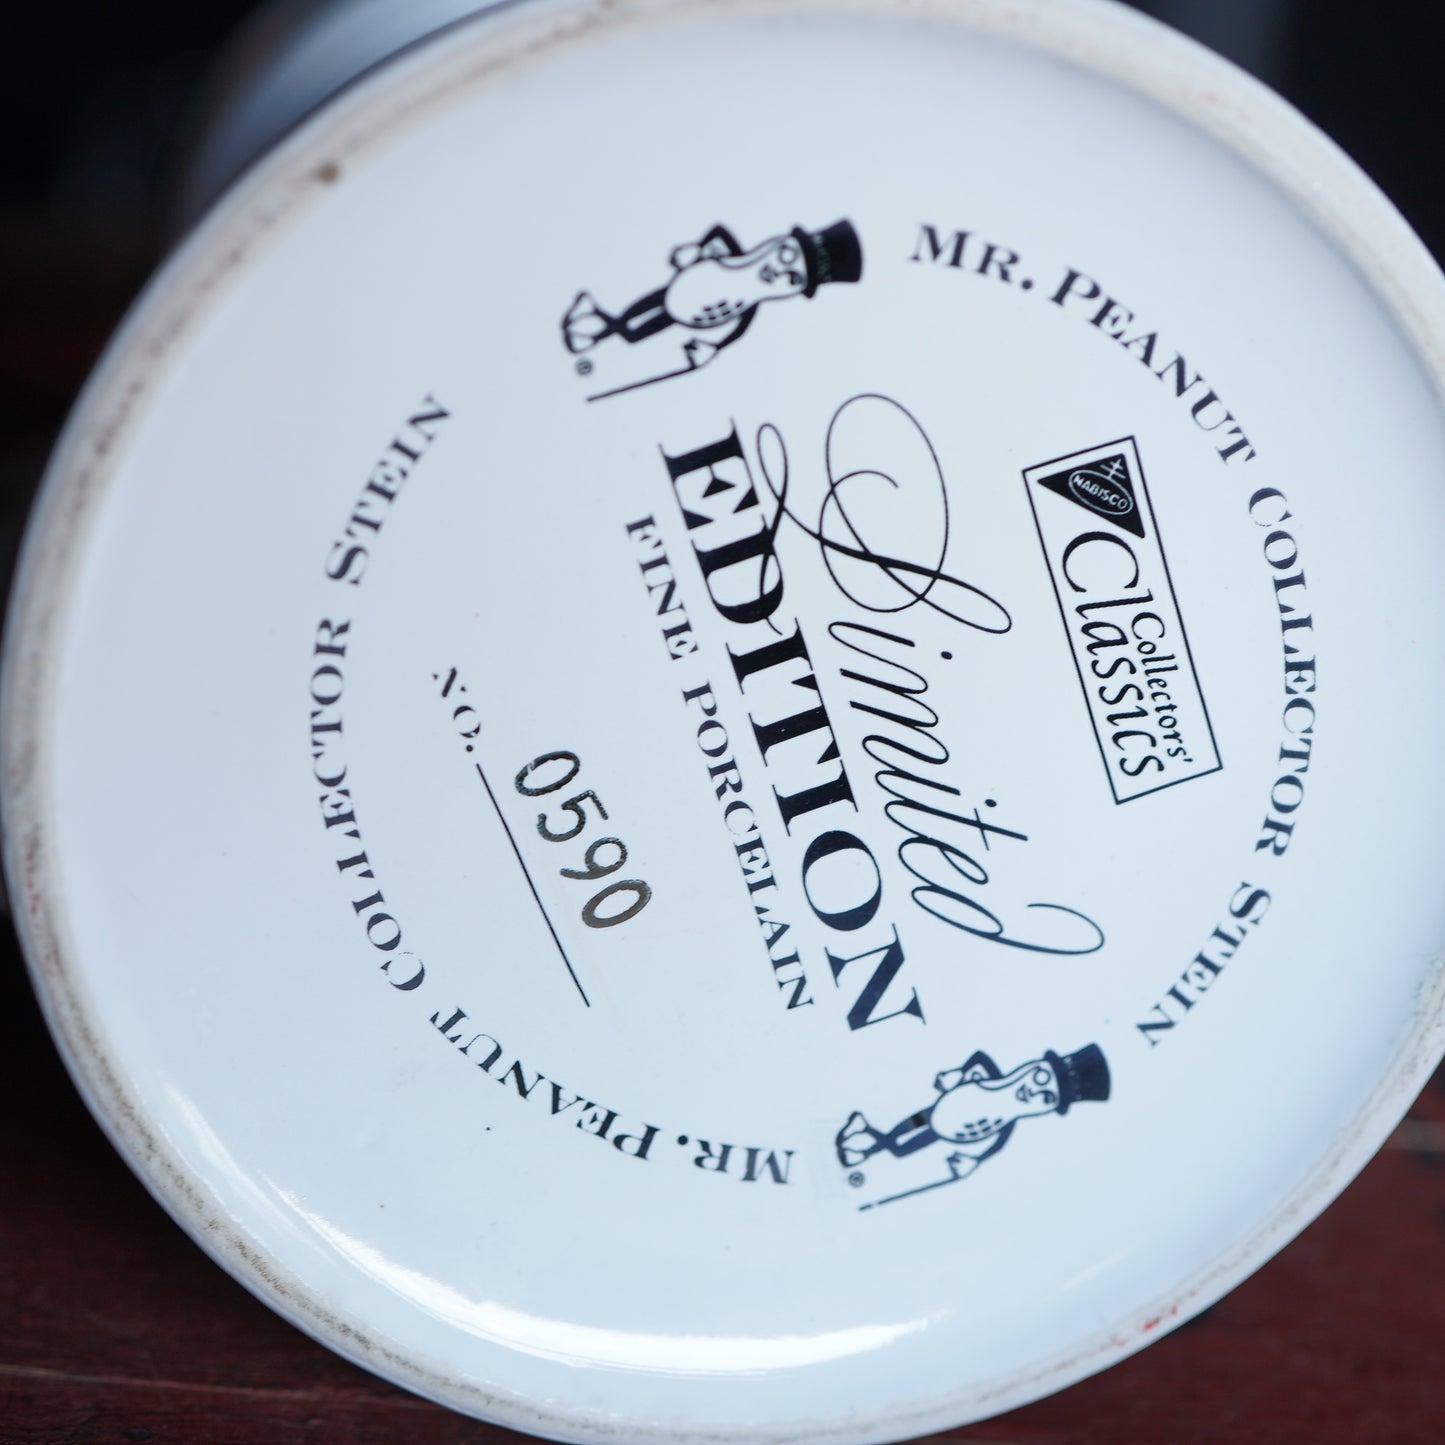 MR. PEANUT COLLECTOR STEIN
NABISCO
Collectors'
Classics
Limited
EDITION
FINE PORCELAIN
0590
NO.
MR. PEANUT COLLECTOR STEIN
®
®